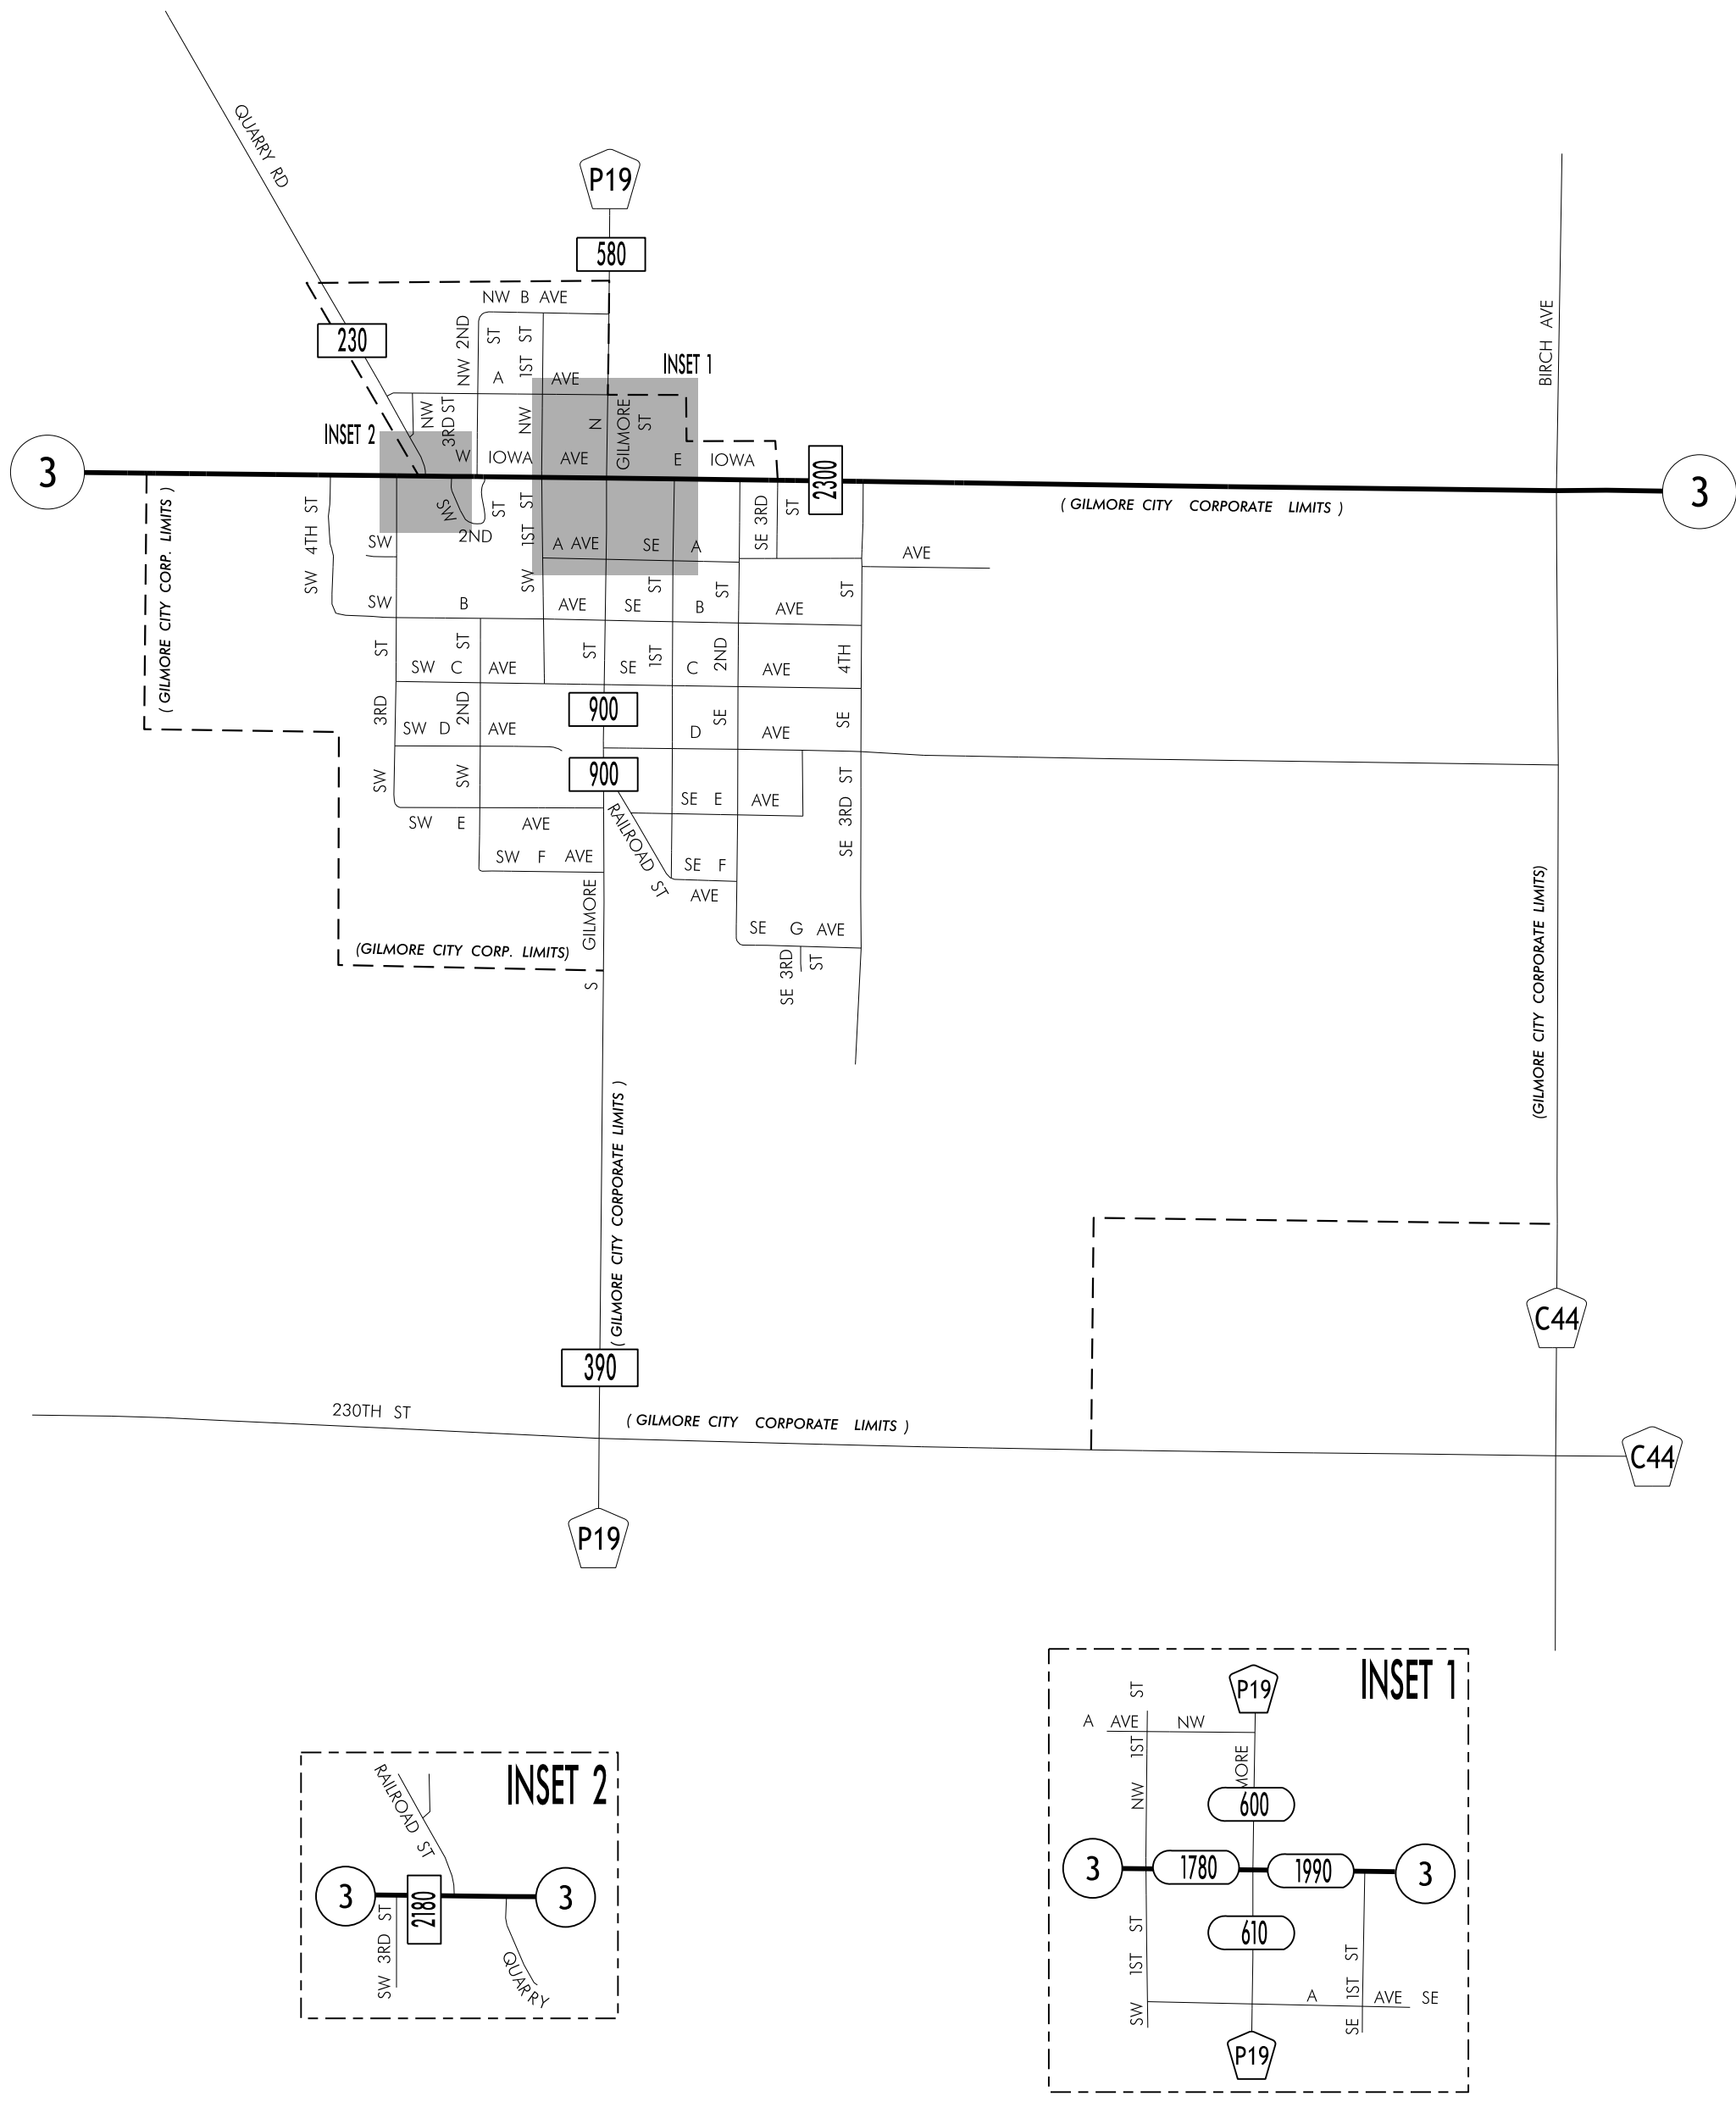 QUARRY RD
P19
580
NW B AVE
230
NW 2ND
ST
1ST ST
BIRCH AVE
INSET 1
A
AVE
NW
3RD ST
NW
N
GILMORE
ST
INSET 2
W
IOWA
AVE
E
IOWA
3
2300
3
( GILMORE CITY CORPORATE LIMITS )
( GILMORE CITY CORP. LIMITS )
SW 4TH ST
SW
ST
2ND
SW 1ST ST
SE 3RD
ST
SW
A AVE
SE
A
AVE
SW
B
AVE
SE
ST
B
ST
AVE
ST
ST
ST
ST
SW C AVE
SE
1ST
C
2ND
AVE
4TH
3RD
2ND
900
SE
SE
SW D AVE
D
AVE
SW
SW
900
SE E AVE
SE 3RD ST
RAILROAD ST
SW E AVE
SW F AVE
SE F
AVE
GILMORE
SE G AVE
(GILMORE CITY CORP. LIMITS)
SE 3RD
ST
S
(GILMORE CITY CORPORATE LIMITS)
( GILMORE CITY CORPORATE LIMITS )
C44
390
230TH ST
( GILMORE CITY CORPORATE LIMITS )
C44
P19
INSET 1
P19
ST
A AVE NW
NW 1ST
MORE
600
3
1780
1990
3
610
SW 1ST ST
SE 1ST ST
A AVE SE
P19
INSET 2
RAILROAD ST
3
2180
3
SW 3RD ST
QUARRY